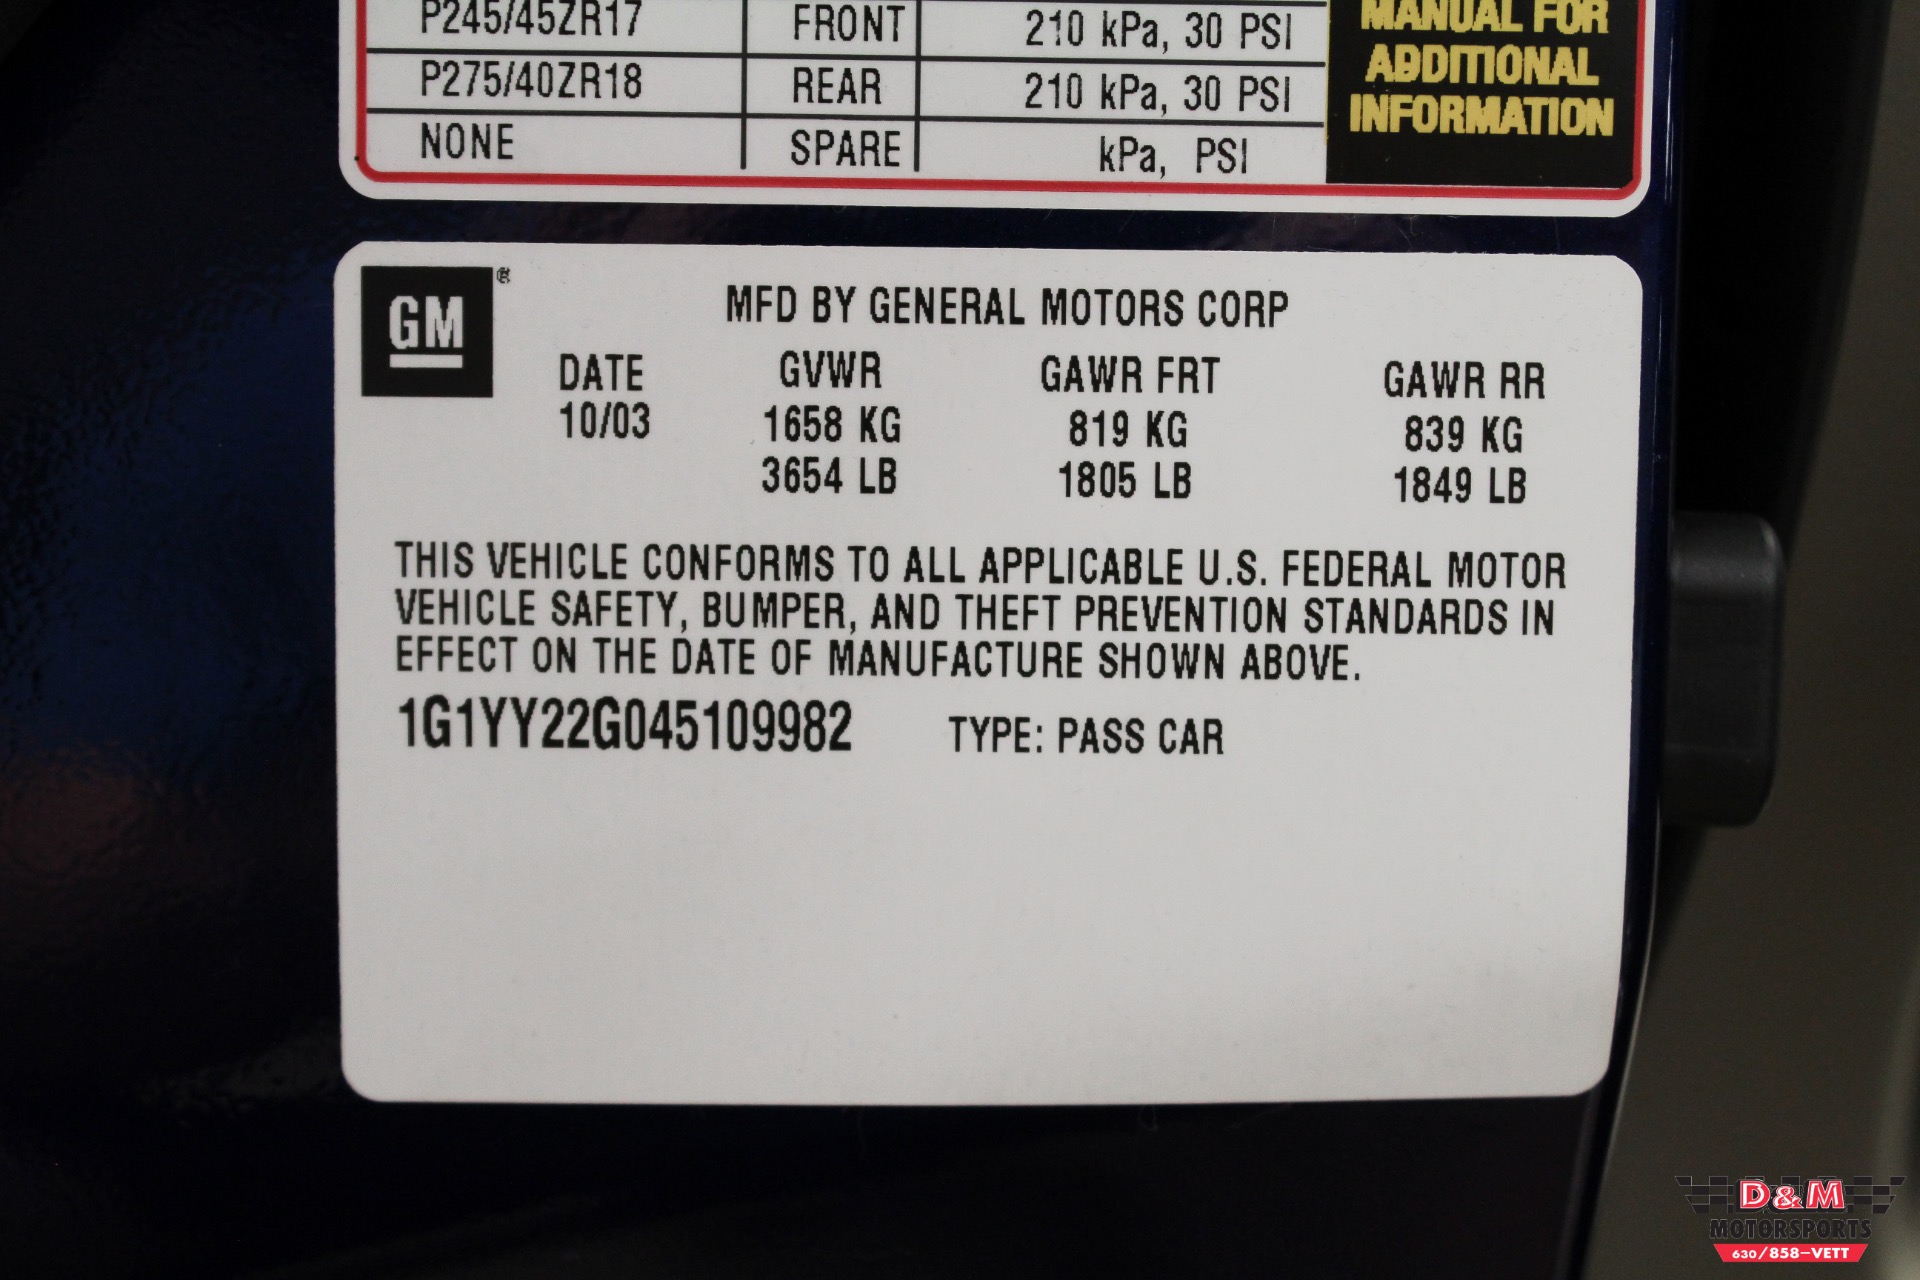 P245/45ZR17 FRONT 210 kPa, 30 PSI
P275/40ZR18 REAR 210 kPa, 30 PSI
NONE SPARE kPa, PSI
MANUAL FOR
ADDITIONAL
INFORMATION
GM®
MFD BY GENERAL MOTORS CORP
DATE GVWR GAWR FRT GAWR RR
10/03 1658 KG 819 KG 839 KG
3654 LB 1805 LB 1849 LB
THIS VEHICLE CONFORMS TO ALL APPLICABLE U.S. FEDERAL MOTOR
VEHICLE SAFETY, BUMPER, AND THEFT PREVENTION STANDARDS IN
EFFECT ON THE DATE OF MANUFACTURE SHOWN ABOVE.
1G1YY22G045109982 TYPE: PASS CAR
D&M
MOTORSPORTS
630/858-VETT